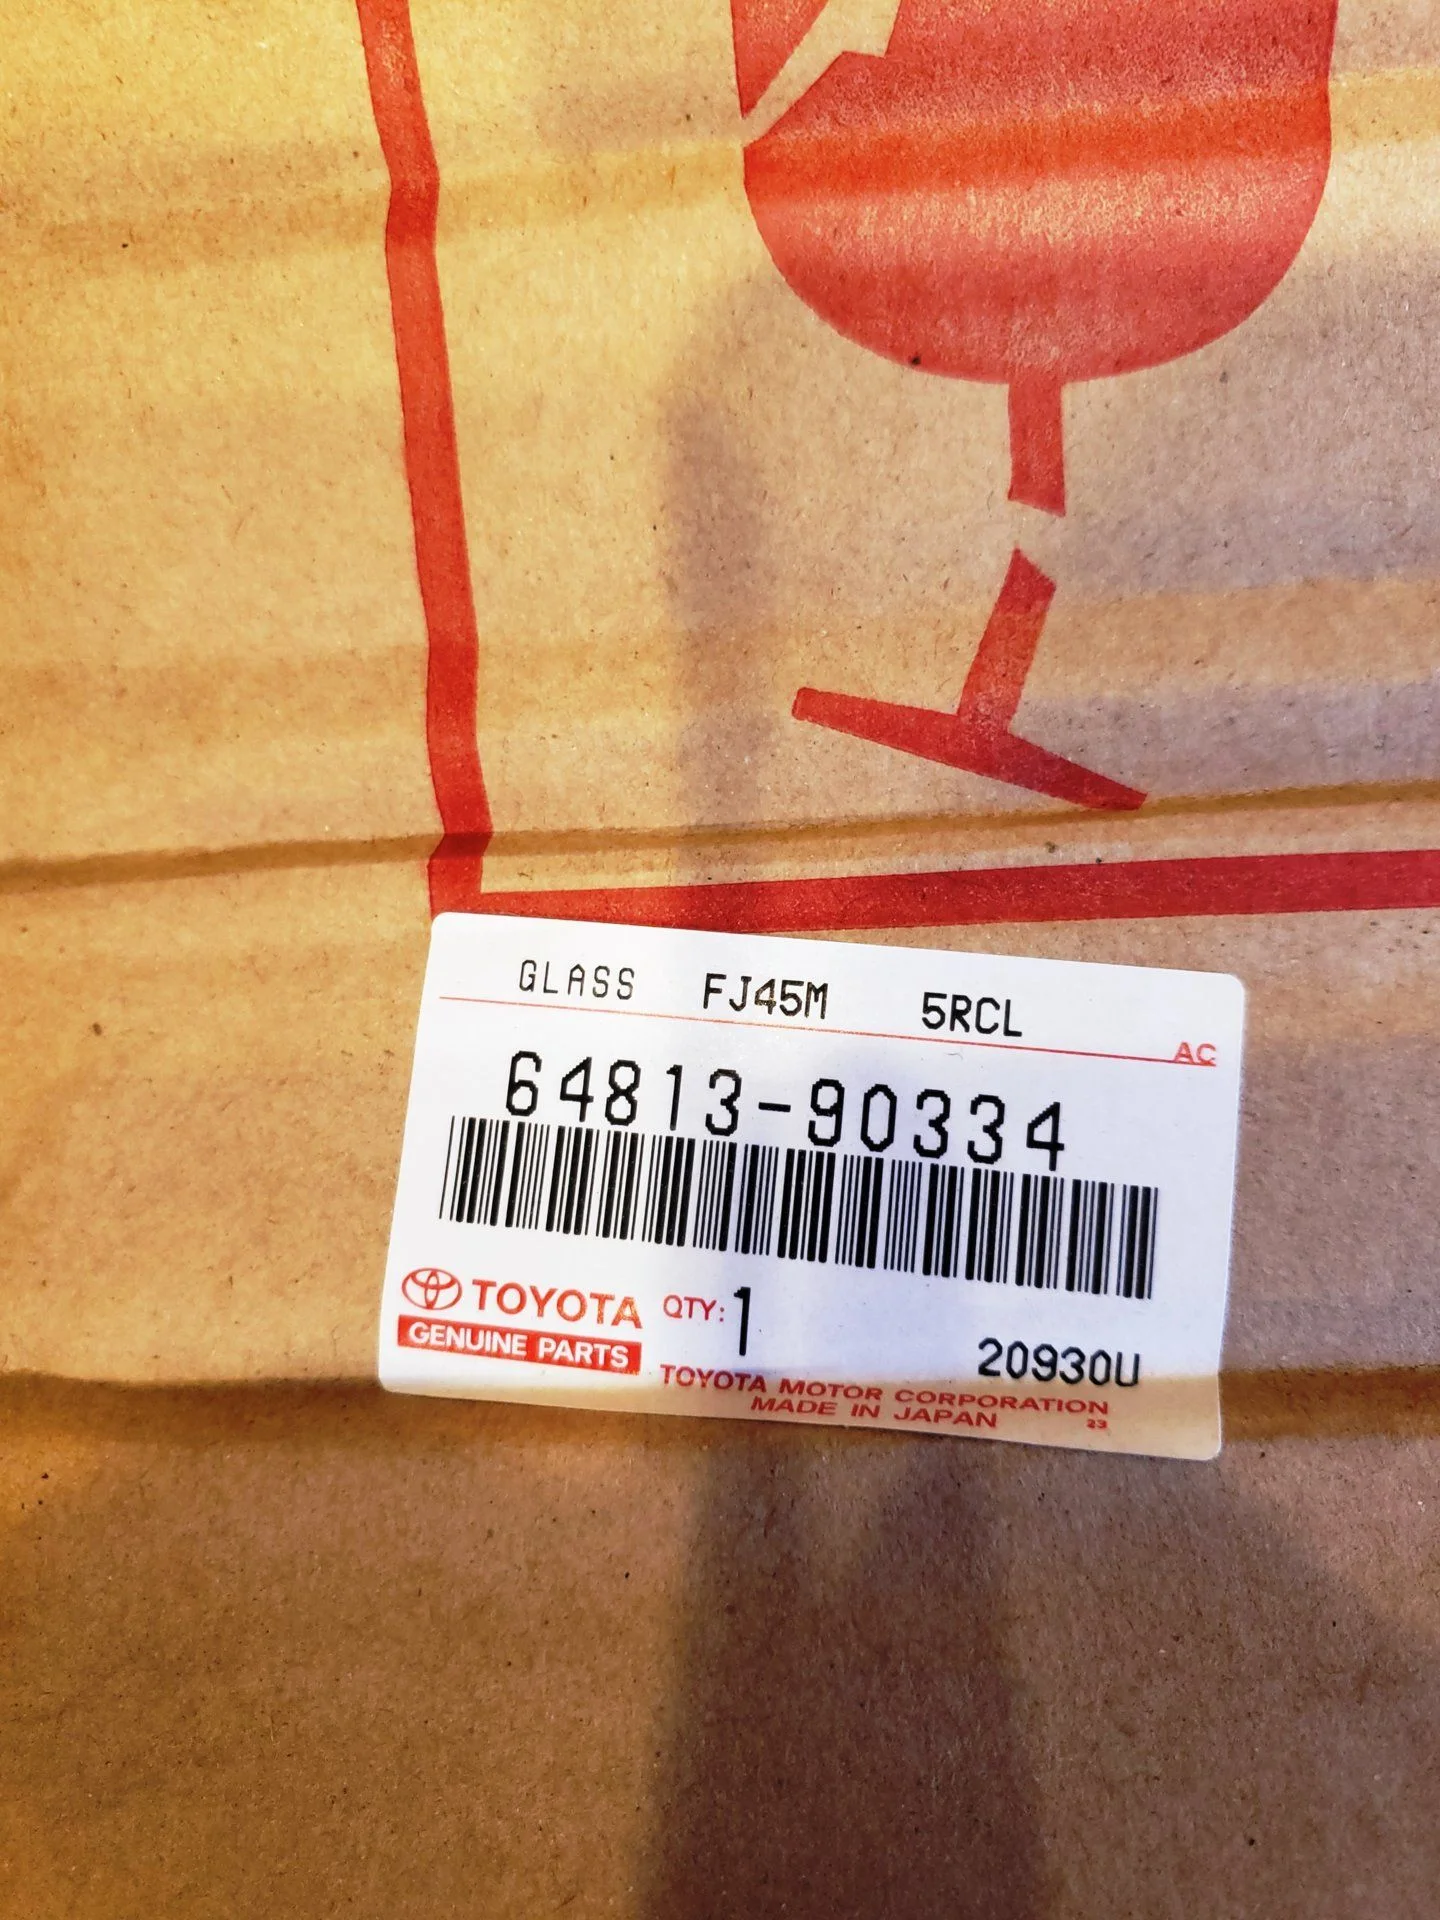 GLASS FJ45M 5RCL
AC
64813-90334
TOYOTA QTY: 1
GENUINE PARTS
20930U
TOYOTA MOTOR CORPORATION
MADE IN JAPAN 23